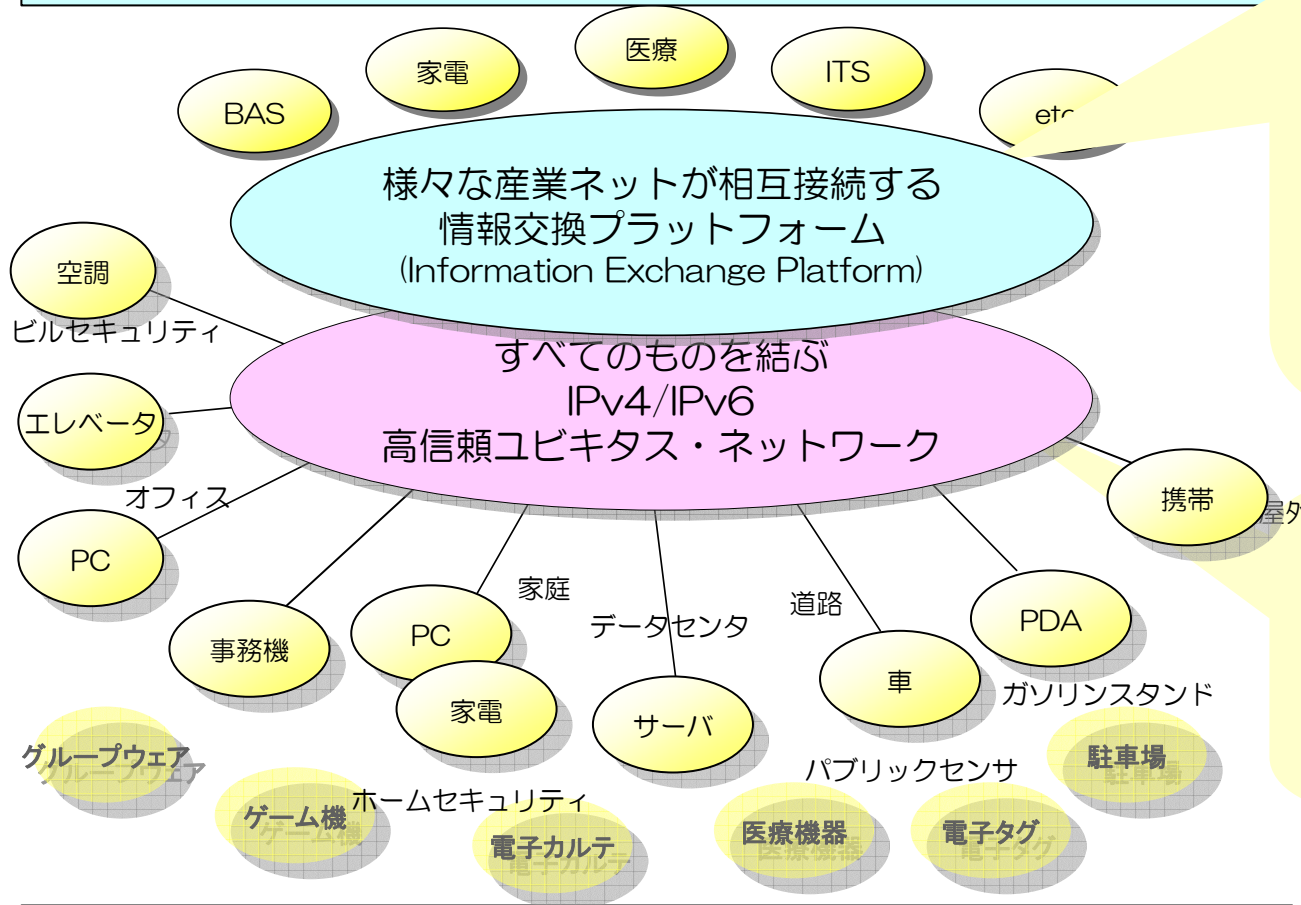 医療
家電
ITS
BAS
etc
様々な産業ネットが相互接続する
情報交換プラットフォーム
(Information Exchange Platform)
空調
ビルセキュリティ
すべてのものを結ぶ
IPv4/IPv6
高信頼ユビキタス・ネットワーク
エレベータ
オフィス
携帯
屋外
PC
家庭
データセンタ
道路
事務機
PC
PDA
車
ガソリンスタンド
家電
サーバ
グループウェア
駐車場
パブリックセンサ
ホームセキュリティ
ゲーム機
電子カルテ
医療機器
電子タグ